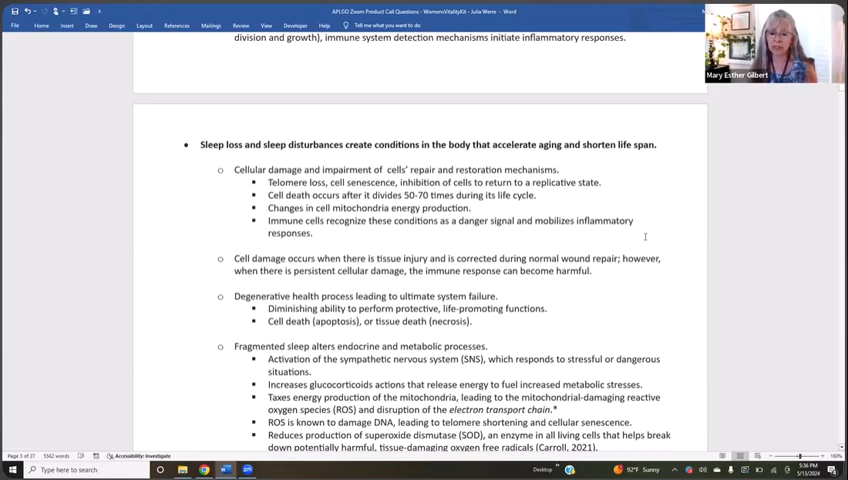 APLGO Zoom Product Call Questions - WomensVitalityKit - Julia Werre - Word
File Home Insert Draw Design Layout References Mailings Review View Developer Help Tell me what you want to do
division and growth), immune system detection mechanisms initiate inflammatory responses.
Mary Esther Gilbert
• Sleep loss and sleep disturbances create conditions in the body that accelerate aging and shorten life span.
o Cellular damage and impairment of cells' repair and restoration mechanisms.
▪ Telomere loss, cell senescence, inhibition of cells to return to a replicative state.
▪ Cell death occurs after it divides 50-70 times during its life cycle.
▪ Changes in cell mitochondria energy production.
▪ Immune cells recognize these conditions as a danger signal and mobilizes inflammatory
responses.
o Cell damage occurs when there is tissue injury and is corrected during normal wound repair; however,
when there is persistent cellular damage, the immune response can become harmful.
o Degenerative health process leading to ultimate system failure.
▪ Diminishing ability to perform protective, life-promoting functions.
▪ Cell death (apoptosis), or tissue death (necrosis).
o Fragmented sleep alters endocrine and metabolic processes.
▪ Activation of the sympathetic nervous system (SNS), which responds to stressful or dangerous
situations.
▪ Increases glucocorticoids actions that release energy to fuel increased metabolic stresses.
▪ Taxes energy production of the mitochondria, leading to the mitochondrial-damaging reactive
oxygen species (ROS) and disruption of the electron transport chain.*
▪ ROS is known to damage DNA, leading to telomere shortening and cellular senescence.
▪ Reduces production of superoxide dismutase (SOD), an enzyme in all living cells that helps break
down potentially harmful, tissue-damaging oxygen free radicals (Carroll, 2021).
Page 3 of 27 5562 words Accessibility: Investigate 160%
Type here to search Desktop 92°F Sunny 5:36 PM
5/13/2024